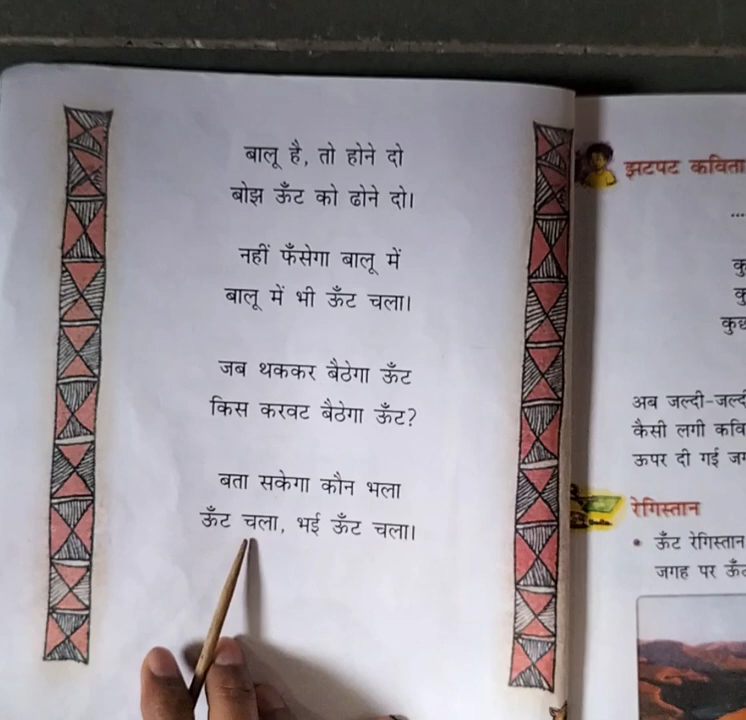 बालू है, तो होने दो
बोझ ऊँट को ढोने दो।
नहीं फँसेगा बालू में
बालू में भी ऊँट चला।
जब थककर बैठेगा ऊँट
किस करवट बैठेगा ऊँट?
बता सकेगा कौन भला
ऊँट चला, भई ऊँट चला।
झटपट कविता
...
अब जल्दी-जल्दी
कैसी लगी
ऊपर दी गई
रेगिस्तान
• ऊँट रेगिस्तान
जगह पर